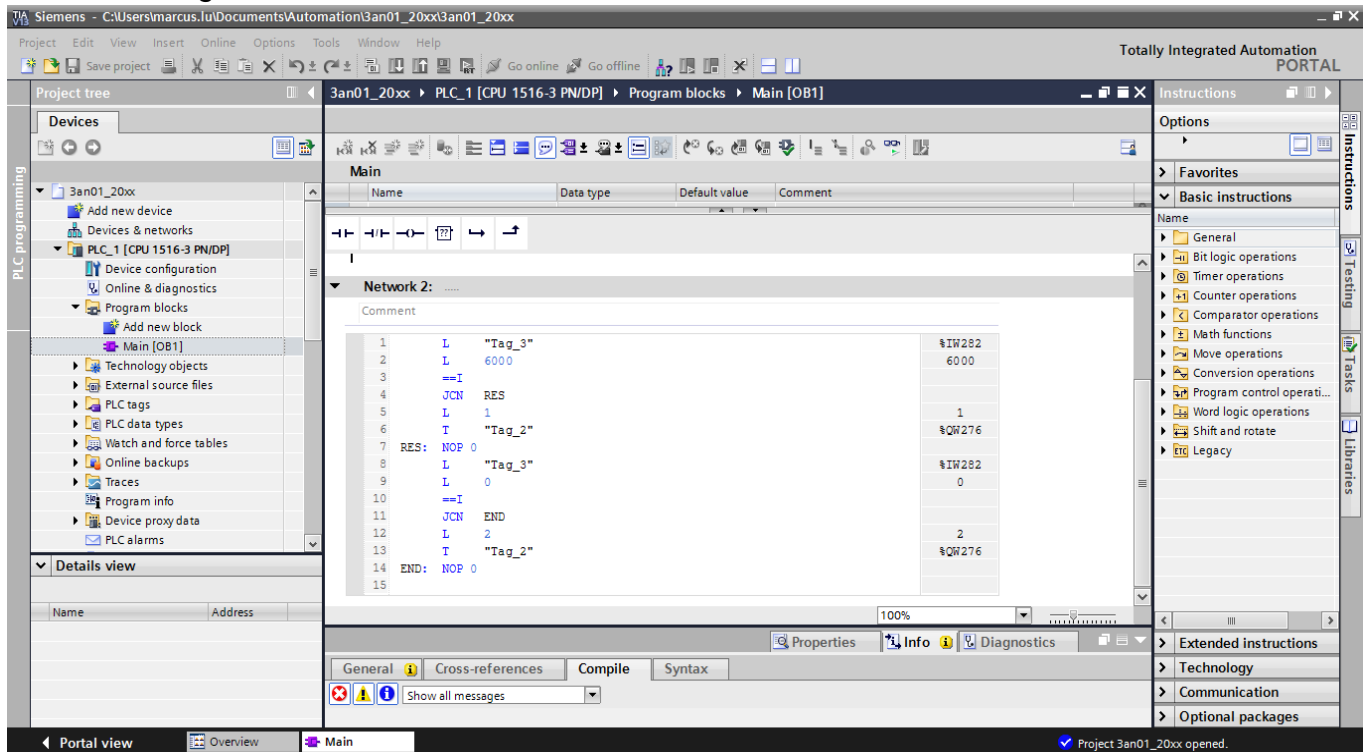 TIA V13 Siemens - C:\Users\marcus.lu\Documents\Automation\3an01_20xx\3an01_20xx
Project Edit View Insert Online Options Tools Window Help
Totally Integrated Automation
PORTAL
Save project Go online Go offline
Project tree
3an01_20xx PLC_1 [CPU 1516-3 PN/DP] Program blocks Main [OB1]
Instructions
Devices
Options
PLC programming
Main
Name Data type Default value Comment
3an01_20xx
Add new device
Devices & networks
PLC_1 [CPU 1516-3 PN/DP]
Device configuration
Online & diagnostics
Program blocks
Add new block
Main [OB1]
Technology objects
External source files
PLC tags
PLC data types
Watch and force tables
Online backups
Traces
Program info
Device proxy data
PLC alarms
Details view
Name Address
??
Network 2: .....
Comment
1 L "Tag_3" %IW282
2 L 6000 6000
3 ==I
4 JCN RES
5 L 1 1
6 T "Tag_2" %QW276
7 RES: NOP 0
8 L "Tag_3" %IW282
9 L 0 0
10 ==I
11 JCN END
12 L 2 2
13 T "Tag_2" %QW276
14 END: NOP 0
15
100%
Properties Info Diagnostics
General Cross-references Compile Syntax
Show all messages
Favorites
Basic instructions
Name
General
Bit logic operations
Timer operations
Counter operations
Comparator operations
Math functions
Move operations
Conversion operations
Program control operati...
Word logic operations
Shift and rotate
Legacy
Extended instructions
Technology
Communication
Optional packages
Instructions
Testing
Tasks
Libraries
Portal view Overview Main
Project 3an01_20xx opened.